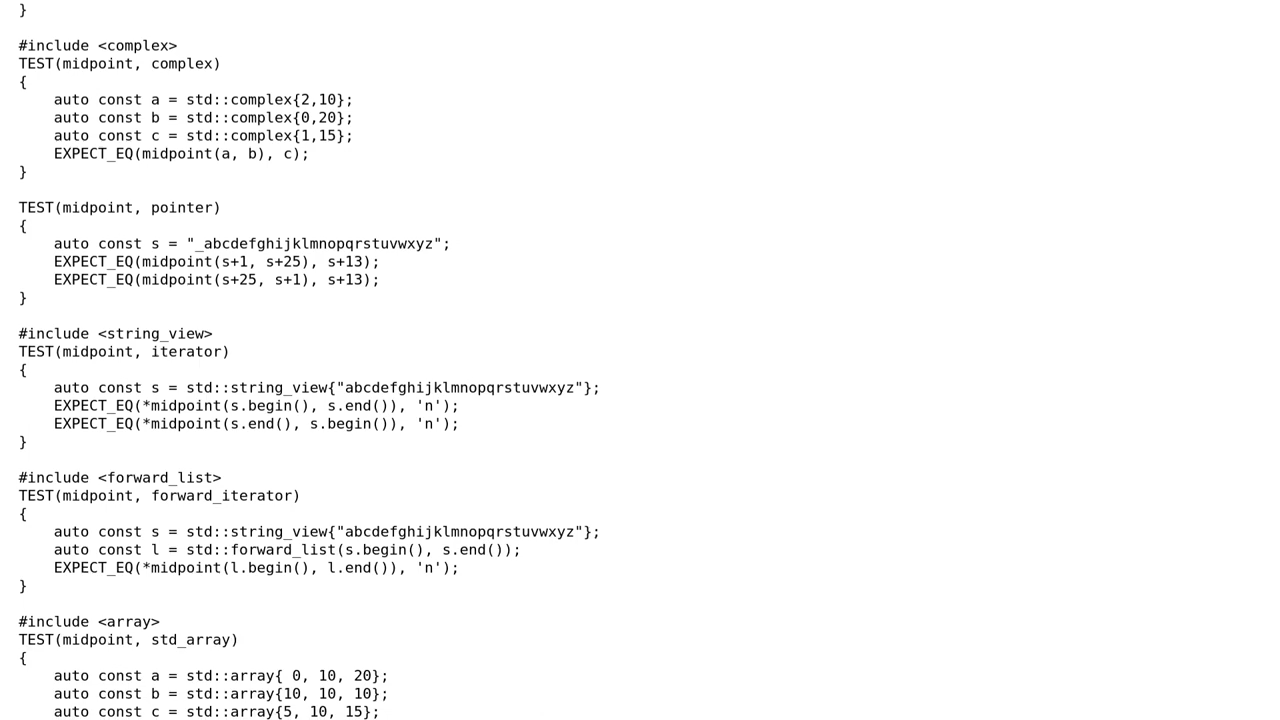 }

#include <complex>
TEST(midpoint, complex)
{
    auto const a = std::complex{2,10};
    auto const b = std::complex{0,20};
    auto const c = std::complex{1,15};
    EXPECT_EQ(midpoint(a, b), c);
}

TEST(midpoint, pointer)
{
    auto const s = "_abcdefghijklmnopqrstuvwxyz";
    EXPECT_EQ(midpoint(s+1, s+25), s+13);
    EXPECT_EQ(midpoint(s+25, s+1), s+13);
}

#include <string_view>
TEST(midpoint, iterator)
{
    auto const s = std::string_view{"abcdefghijklmnopqrstuvwxyz"};
    EXPECT_EQ(*midpoint(s.begin(), s.end()), 'n');
    EXPECT_EQ(*midpoint(s.end(), s.begin()), 'n');
}

#include <forward_list>
TEST(midpoint, forward_iterator)
{
    auto const s = std::string_view{"abcdefghijklmnopqrstuvwxyz"};
    auto const l = std::forward_list(s.begin(), s.end());
    EXPECT_EQ(*midpoint(l.begin(), l.end()), 'n');
}

#include <array>
TEST(midpoint, std_array)
{
    auto const a = std::array{ 0, 10, 20};
    auto const b = std::array{10, 10, 10};
    auto const c = std::array{5, 10, 15};